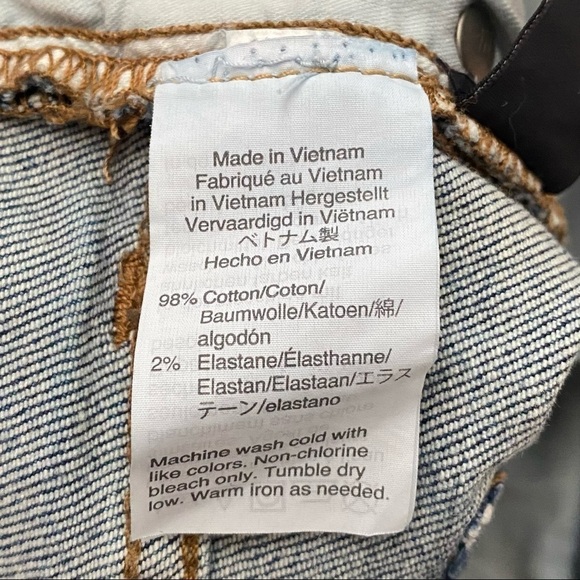 Made in Vietnam
Fabriqué au Vietnam
in Vietnam Hergestellt
Vervaardigd in Viëtnam
ベトナム製
Hecho en Vietnam
98% Cotton/Coton/
Baumwolle/Katoen/綿/
algodón
2% Elastane/Élasthanne/
Elastan/Elastaan/エラス
テーン/elastano
Machine wash cold with
like colors. Non-chlorine
bleach only. Tumble dry
low. Warm iron as needed.